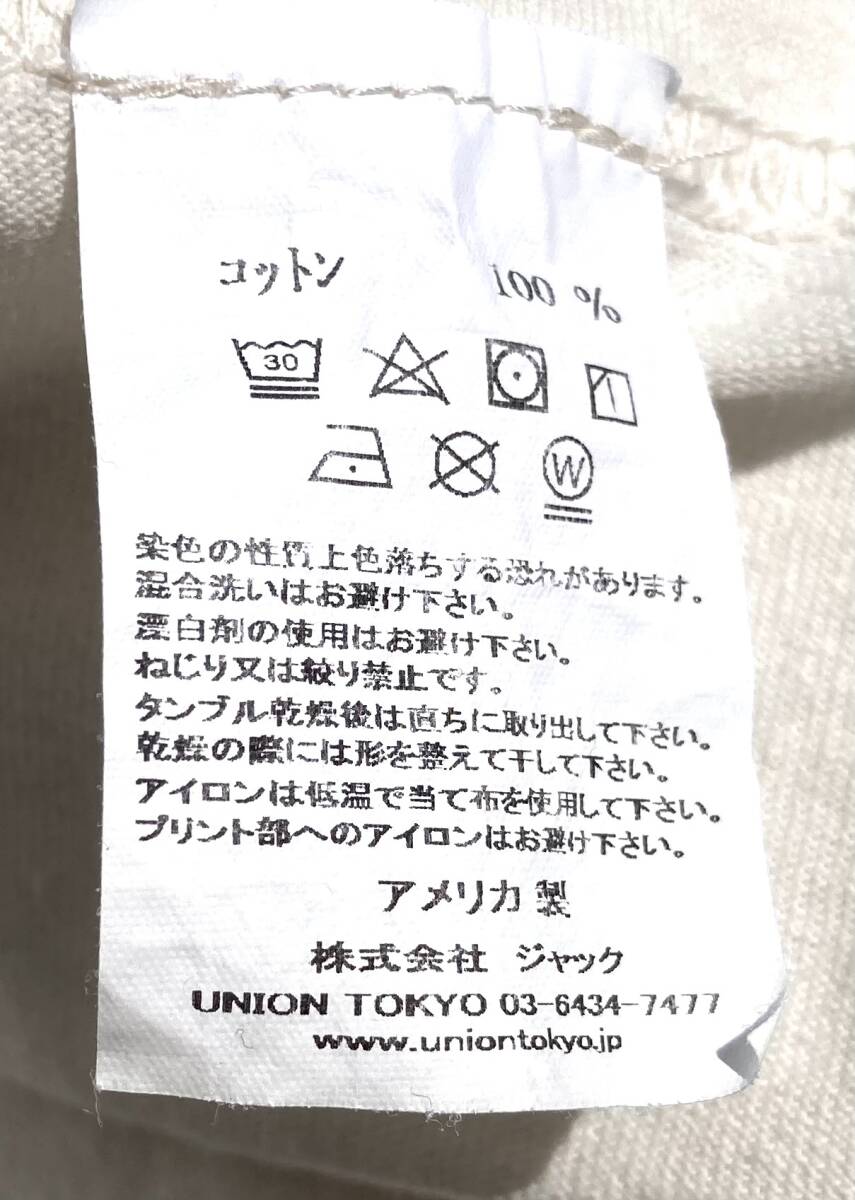 コットン 100 %
30
W
染色の性質上色落ちする恐れがあります。
混合洗いはお避け下さい。
漂白剤の使用はお避け下さい。
ねじり又は絞り禁止です。
タンブル乾燥後は直ちに取り出して下さい。
乾燥の際には形を整えて干して下さい。
アイロンは低温で当て布を使用して下さい。
プリント部へのアイロンはお避け下さい。
アメリカ製
株式会社 ジャック
UNION TOKYO 03-6434-7477
www.uniontokyo.jp